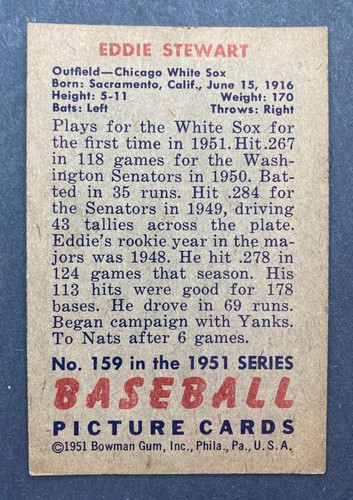 EDDIE STEWART
Outfield—Chicago White Sox
Born: Sacramento, Calif., June 15, 1916
Height: 5-11 Weight: 170
Bats: Left Throws: Right
Plays for the White Sox for
the first time in 1951. Hit .267
in 118 games for the Wash-
ington Senators in 1950. Bat-
ted in 35 runs. Hit .284 for
the Senators in 1949, driving
43 tallies across the plate.
Eddie's rookie year in the ma-
jors was 1948. He hit .278 in
124 games that season. His
113 hits were good for 178
bases. He drove in 69 runs.
Began campaign with Yanks.
To Nats after 6 games.
No. 159 in the 1951 SERIES
BASEBALL
PICTURE CARDS
©1951 Bowman Gum, Inc., Phila., Pa., U.S.A.